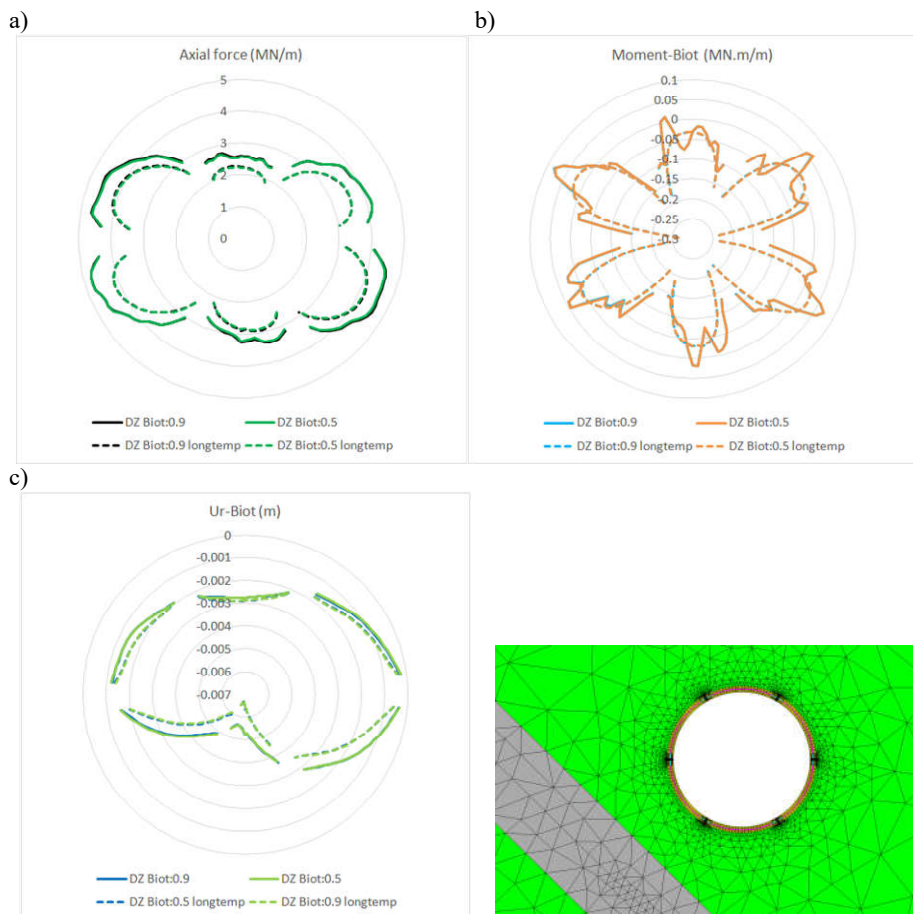 a)
Axial force (MN/m)
5
4
3
2
1
0
DZ Biot:0.9
DZ Biot:0.5
DZ Biot:0.9 longtemp
DZ Biot:0.5 longtemp
b)
Moment-Biot (MN.m/m)
0.1
0.05
0
-0.05
-0.1
-0.15
-0.2
-0.25
-0.3
DZ Biot:0.9
DZ Biot:0.5
DZ Biot:0.9 longtemp
DZ Biot:0.5 longtemp
c)
Ur-Biot (m)
0
-0.001
-0.002
-0.003
-0.004
-0.005
-0.006
-0.007
DZ Biot:0.9
DZ Biot:0.5
DZ Biot:0.5 longtemp
DZ Biot:0.9 longtemp